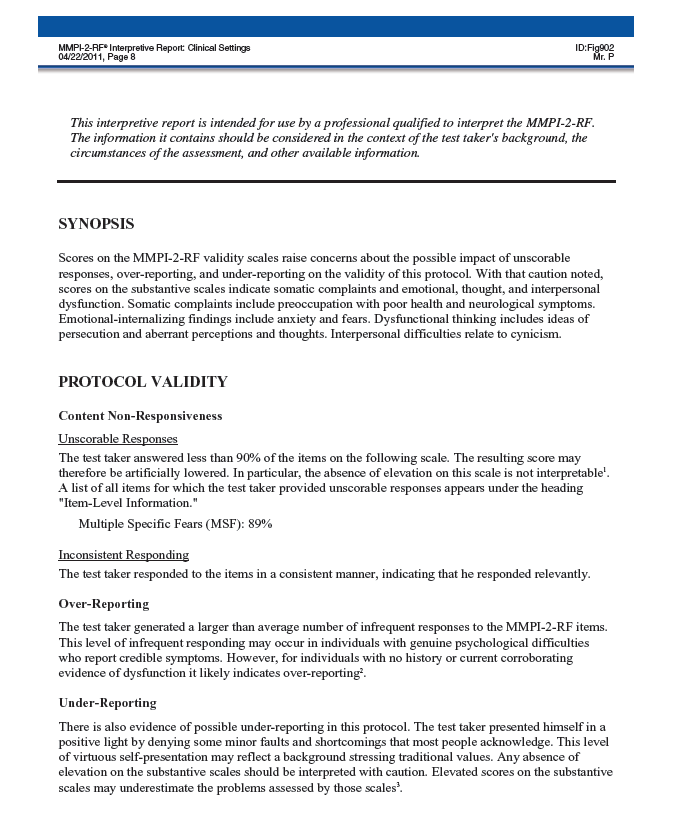 MMPI-2-RF® Interpretive Report: Clinical Settings
ID:Fig902
04/22/2011, Page 8
Mr. P
This interpretive report is intended for use by a professional qualified to interpret the MMPI-2-RF.
The information it contains should be considered in the context of the test taker's background, the
circumstances of the assessment, and other available information.
SYNOPSIS
Scores on the MMPI-2-RF validity scales raise concerns about the possible impact of unscorable
responses, over-reporting, and under-reporting on the validity of this protocol. With that caution noted,
scores on the substantive scales indicate somatic complaints and emotional, thought, and interpersonal
dysfunction. Somatic complaints include preoccupation with poor health and neurological symptoms.
Emotional-internalizing findings include anxiety and fears. Dysfunctional thinking includes ideas of
persecution and aberrant perceptions and thoughts. Interpersonal difficulties relate to cynicism.
PROTOCOL VALIDITY
Content Non-Responsiveness
Unscorable Responses
The test taker answered less than 90% of the items on the following scale. The resulting score may
therefore be artificially lowered. In particular, the absence of elevation on this scale is not interpretable¹.
A list of all items for which the test taker provided unscorable responses appears under the heading
"Item-Level Information."
Multiple Specific Fears (MSF): 89%
Inconsistent Responding
The test taker responded to the items in a consistent manner, indicating that he responded relevantly.
Over-Reporting
The test taker generated a larger than average number of infrequent responses to the MMPI-2-RF items.
This level of infrequent responding may occur in individuals with genuine psychological difficulties
who report credible symptoms. However, for individuals with no history or current corroborating
evidence of dysfunction it likely indicates over-reporting².
Under-Reporting
There is also evidence of possible under-reporting in this protocol. The test taker presented himself in a
positive light by denying some minor faults and shortcomings that most people acknowledge. This level
of virtuous self-presentation may reflect a background stressing traditional values. Any absence of
elevation on the substantive scales should be interpreted with caution. Elevated scores on the substantive
scales may underestimate the problems assessed by those scales³.